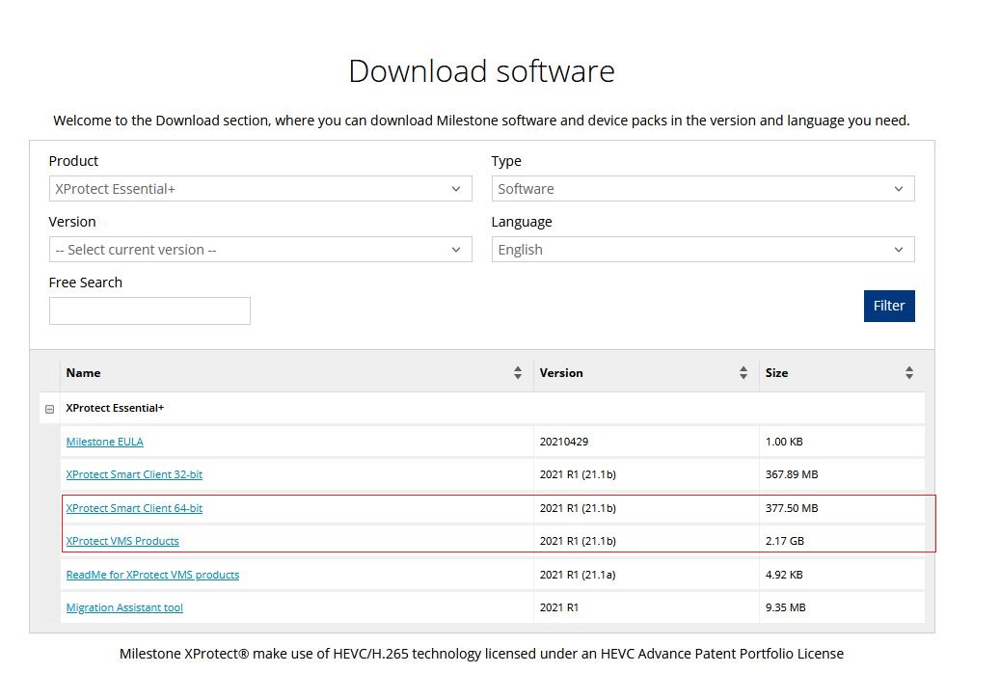 Download software
Welcome to the Download section, where you can download Milestone software and device packs in the version and language you need.
Product Type
XProtect Essential+ Software
Version Language
-- Select current version -- English
Free Search
Filter
Name Version Size
XProtect Essential+
Milestone EULA 20210429 1.00 KB
XProtect Smart Client 32-bit 2021 R1 (21.1b) 367.89 MB
XProtect Smart Client 64-bit 2021 R1 (21.1b) 377.50 MB
XProtect VMS Products 2021 R1 (21.1b) 2.17 GB
ReadMe for XProtect VMS products 2021 R1 (21.1a) 4.92 KB
Migration Assistant tool 2021 R1 9.35 MB
Milestone XProtect® make use of HEVC/H.265 technology licensed under an HEVC Advance Patent Portfolio License